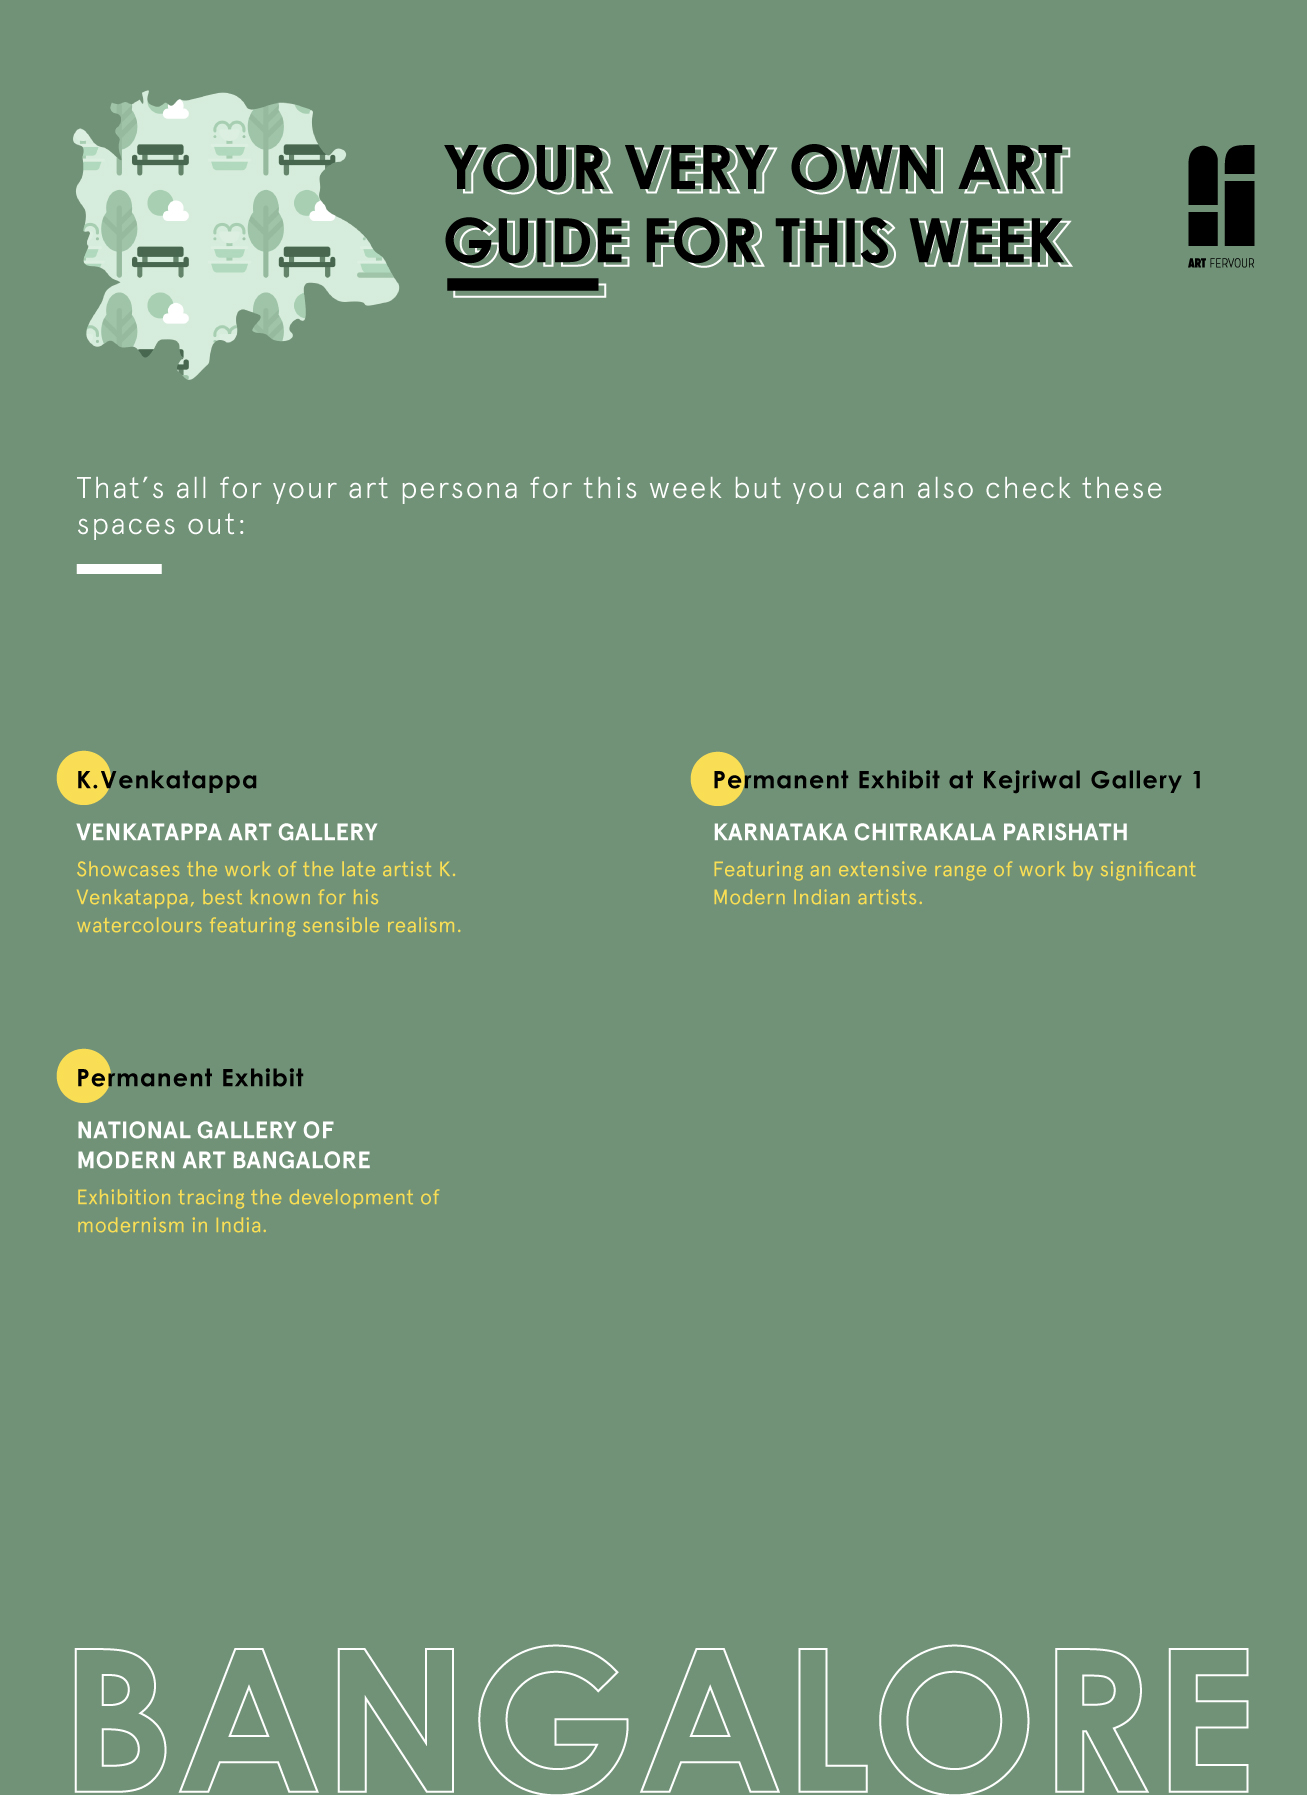 YOUR VERY OWN ART
GUIDE FOR THIS WEEK
ART FERVOUR
That’s all for your art persona for this week but you can also check these
spaces out:
K.Venkatappa
VENKATAPPA ART GALLERY
Showcases the work of the late artist K.
Venkatappa, best known for his
watercolours featuring sensible realism.
Permanent Exhibit at Kejriwal Gallery 1
KARNATAKA CHITRAKALA PARISHATH
Featuring an extensive range of work by significant
Modern Indian artists.
Permanent Exhibit
NATIONAL GALLERY OF
MODERN ART BANGALORE
Exhibition tracing the development of
modernism in India.
BANGALORE